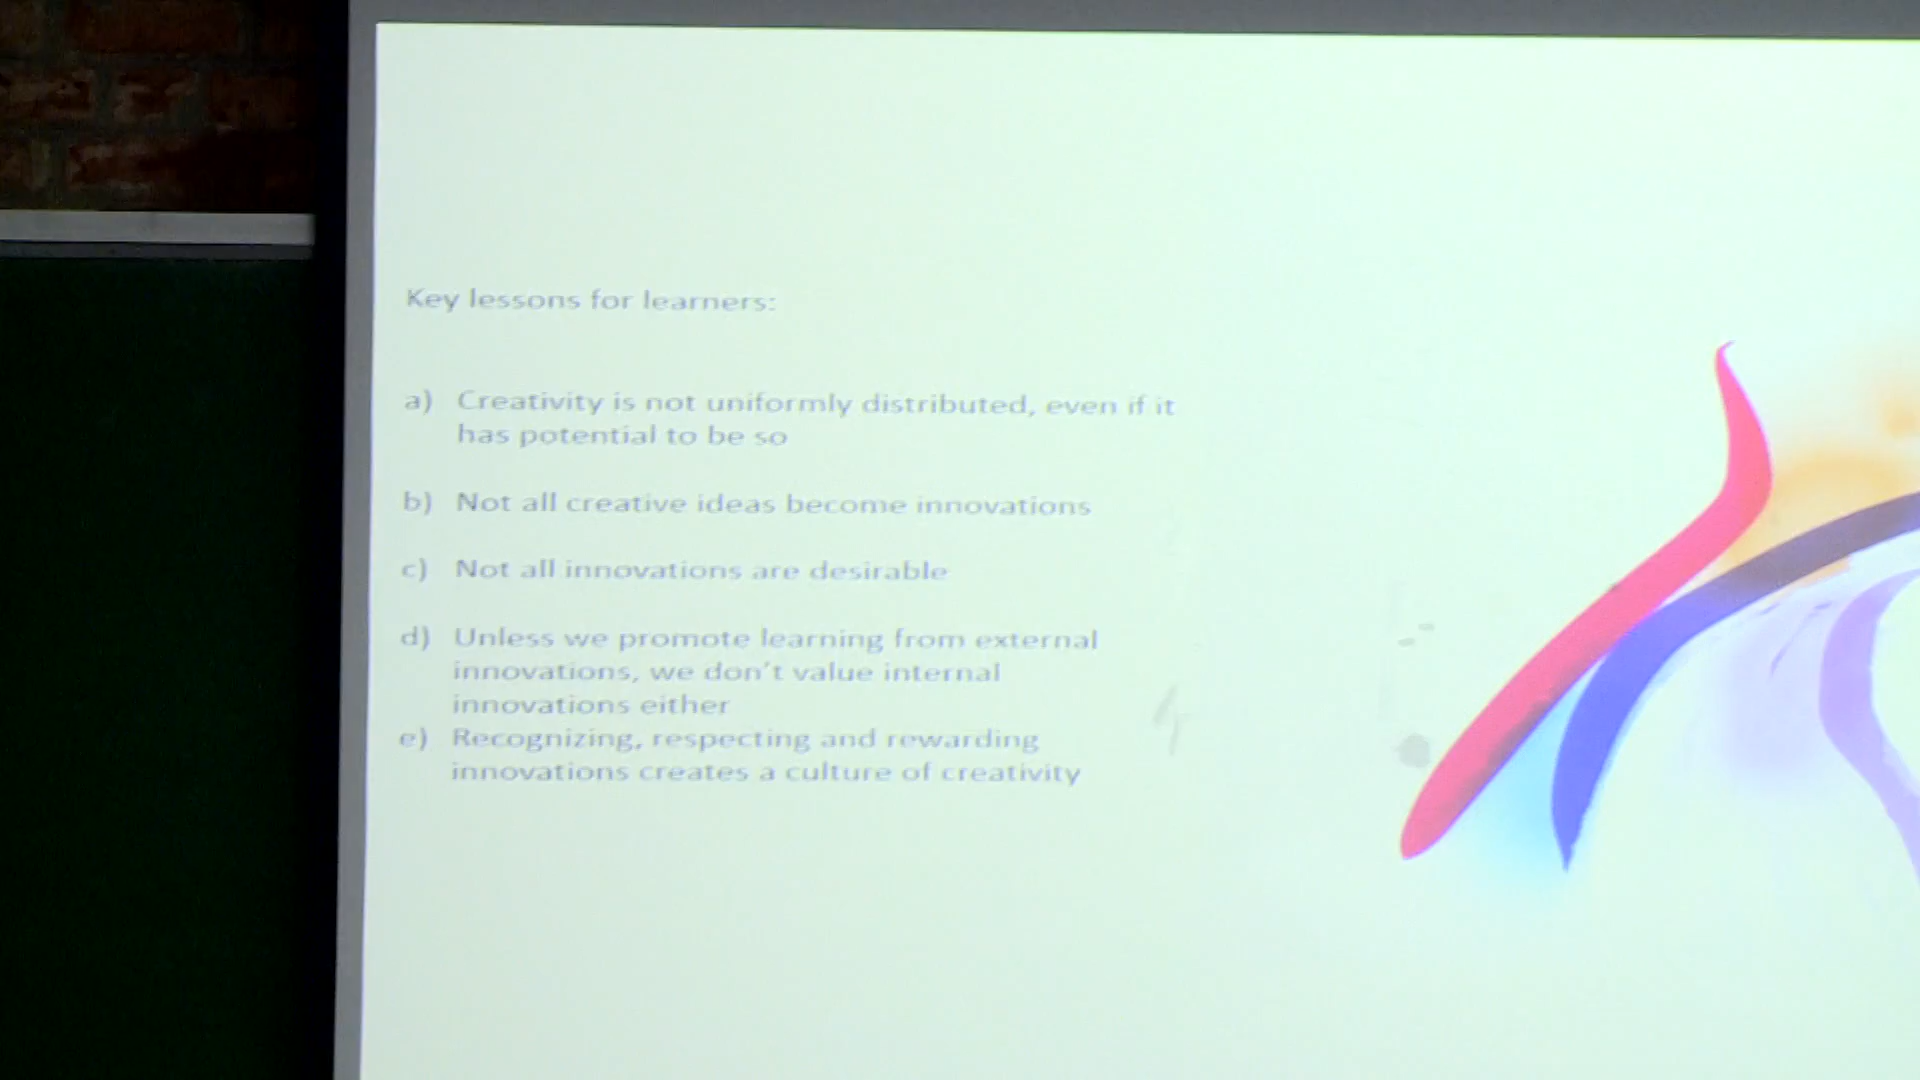 Key lessons for learners:
a) Creativity is not uniformly distributed, even if it
has potential to be so
b) Not all creative ideas become innovations
c) Not all innovations are desirable
d) Unless we promote learning from external
innovations, we don't value internal
innovations either
e) Recognizing, respecting and rewarding
innovations creates a culture of creativity